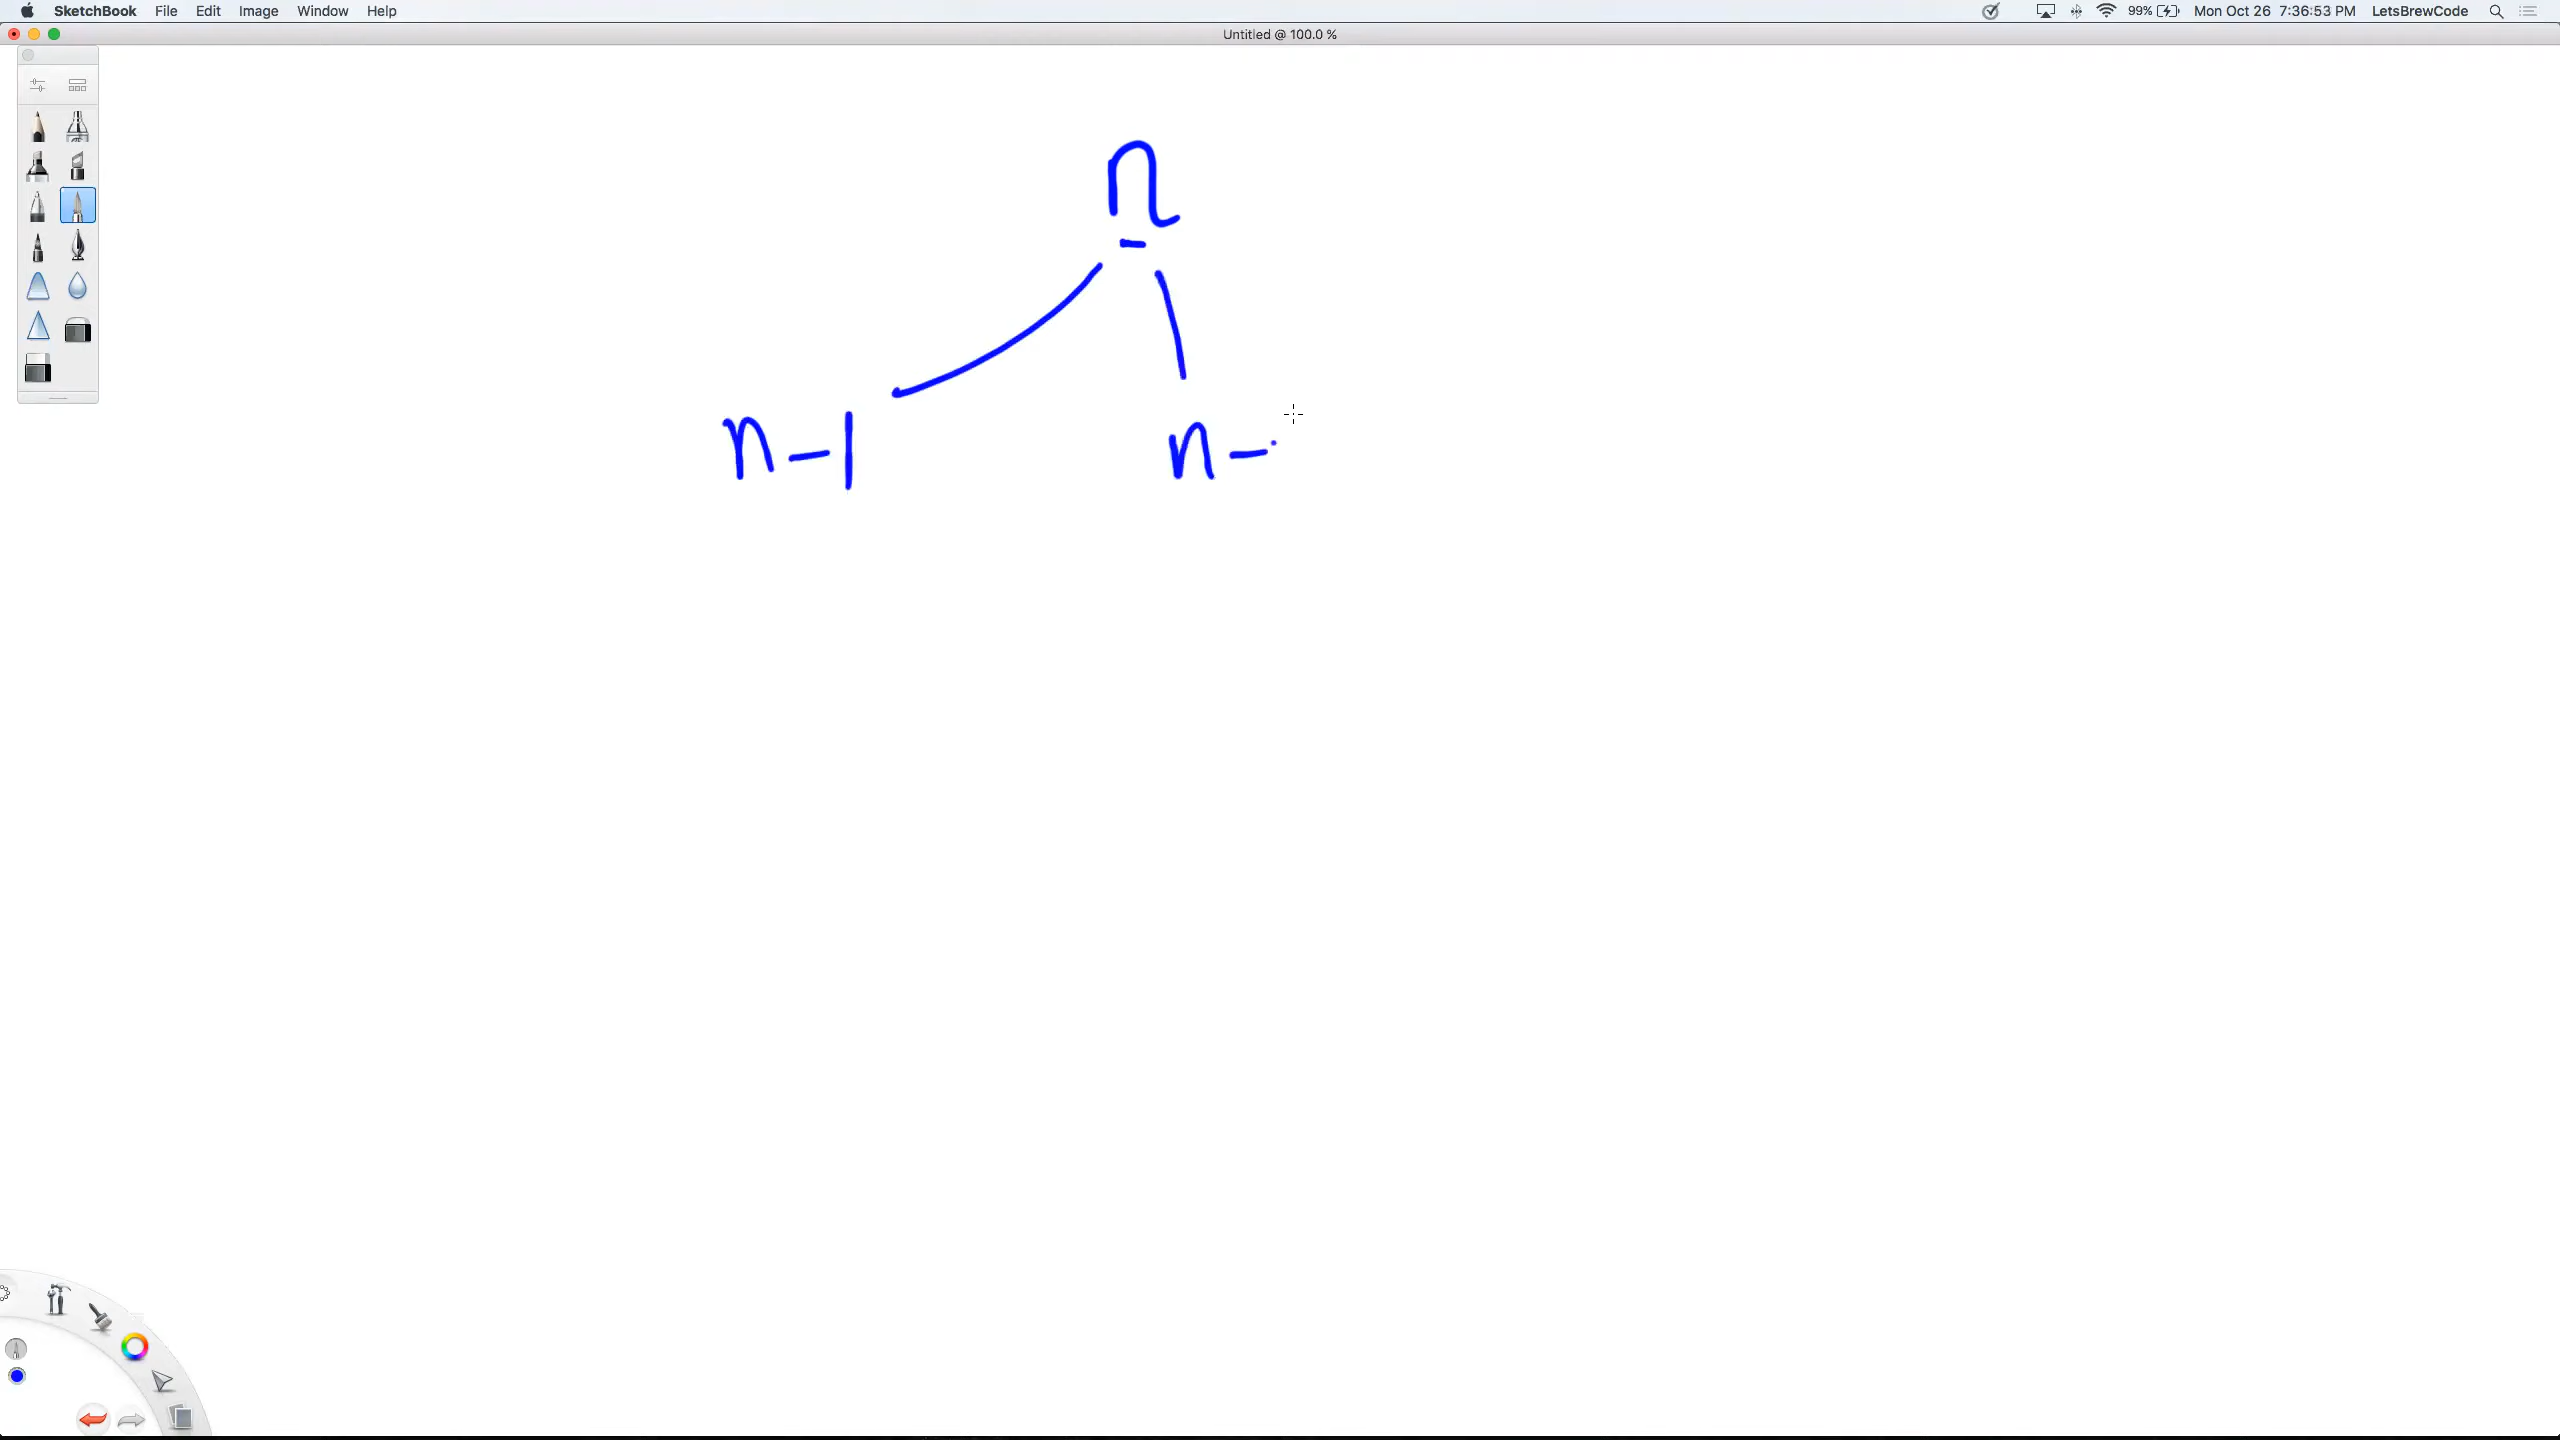 SketchBook File Edit Image Window Help 99% Mon Oct 26 7:36:53 PM LetsBrewCode
Untitled @ 100.0 %
n
n-1 n-